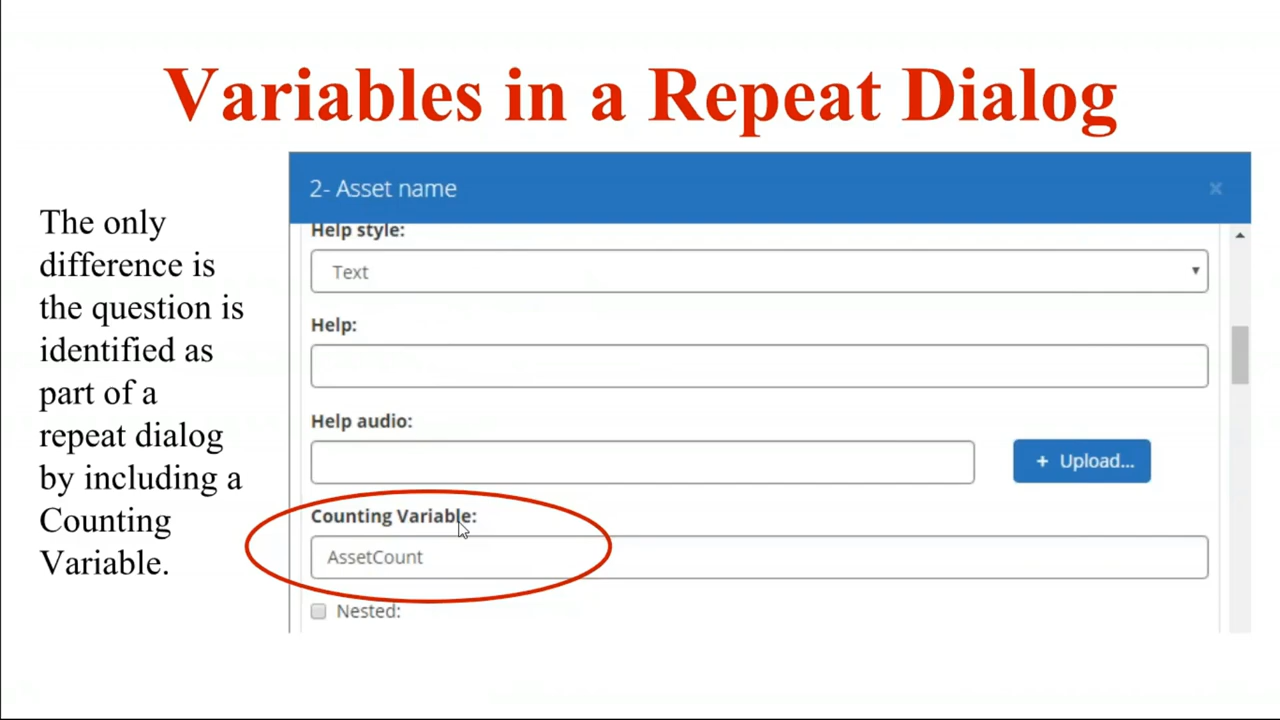 Variables in a Repeat Dialog
The only
difference is
the question is
identified as
part of a
repeat dialog
by including a
Counting
Variable.
2- Asset name
×
Help style:
Text
Help:
Help audio:
+ Upload...
Counting Variable:
AssetCount
Nested: